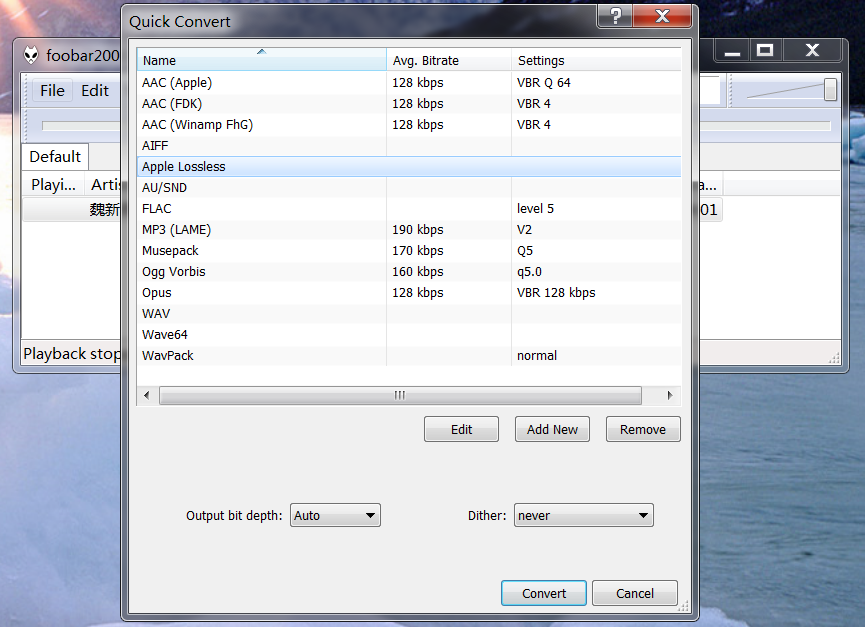 Quick Convert
foobar200
File Edit
Default
Playi... Artis
a...
魏新
01
Playback stop
Name Avg. Bitrate Settings
AAC (Apple) 128 kbps VBR Q 64
AAC (FDK) 128 kbps VBR 4
AAC (Winamp FhG) 128 kbps VBR 4
AIFF
Apple Lossless
AU/SND
FLAC level 5
MP3 (LAME) 190 kbps V2
Musepack 170 kbps Q5
Ogg Vorbis 160 kbps q5.0
Opus 128 kbps VBR 128 kbps
WAV
Wave64
WavPack normal
Edit Add New Remove
Output bit depth: Auto Dither: never
Convert Cancel